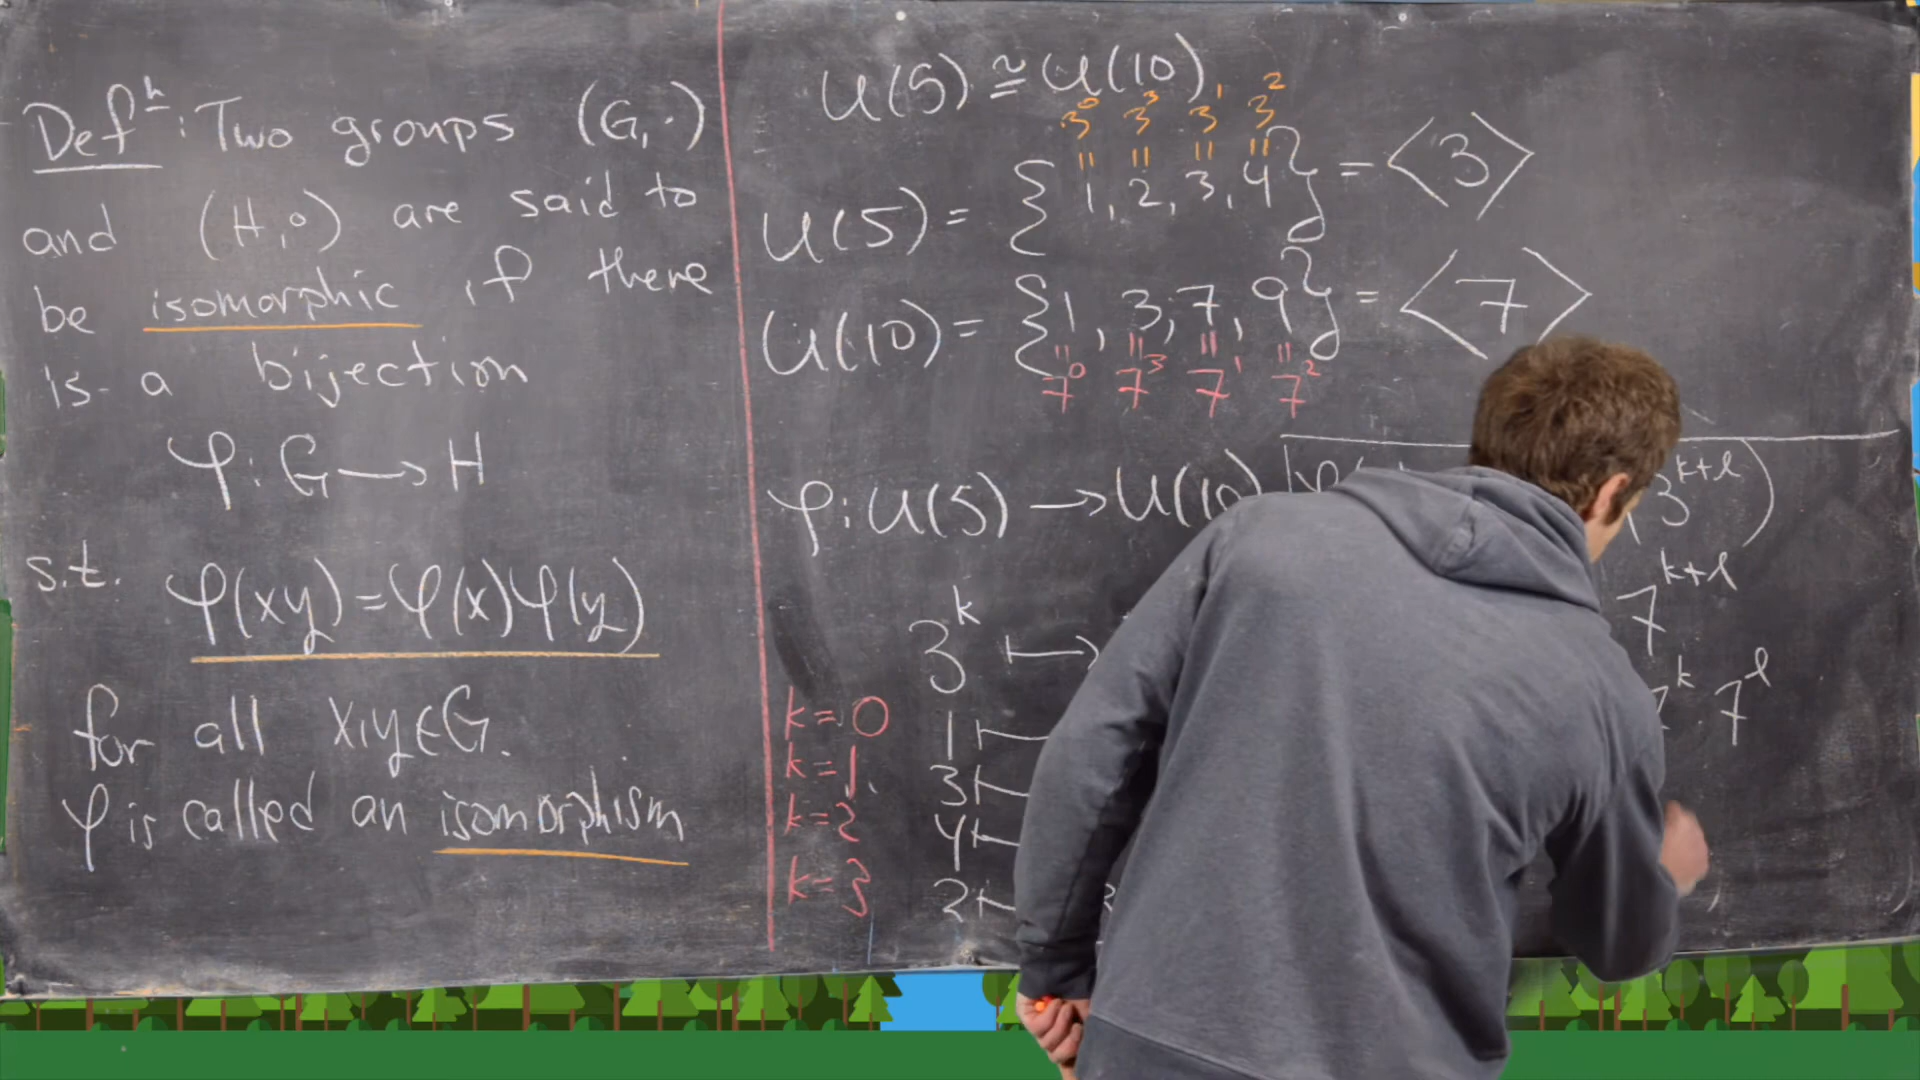 Defⁿ: Two groups (G, ·)
and (H, ∘) are said to
be isomorphic if there
is a bijection
φ: G → H
s.t. φ(xy) = φ(x)φ(y)
for all x,y ∈ G.
φ is called an isomorphism
U(5) ≅ U(10)
3⁰ 3³ 3¹ 3²
U(5) = {1, 2, 3, 4} = ⟨3⟩
U(10) = {1, 3, 7, 9} = ⟨7⟩
7⁰ 7³ 7¹ 7²
φ: U(5) → U(10)
3ᵏ ↦
k=0 1 ↦
k=1 3 ↦
k=2 4 ↦
k=3 2 ↦
φ( 3ᵏ⁺ˡ)
7ᵏ⁺ˡ
7ᵏ · 7ˡ